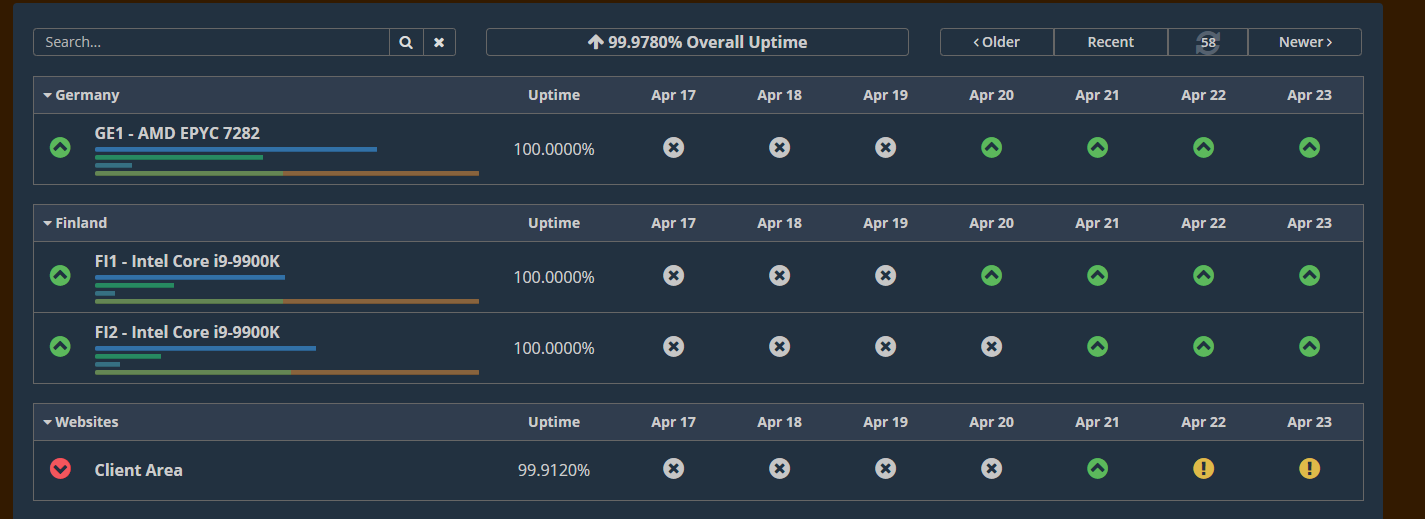 Search...
99.9780% Overall Uptime
Older Recent 58 Newer
Germany Uptime Apr 17 Apr 18 Apr 19 Apr 20 Apr 21 Apr 22 Apr 23
GE1 - AMD EPYC 7282
100.0000%
Finland Uptime Apr 17 Apr 18 Apr 19 Apr 20 Apr 21 Apr 22 Apr 23
FI1 - Intel Core i9-9900K
100.0000%
FI2 - Intel Core i9-9900K
100.0000%
Websites Uptime Apr 17 Apr 18 Apr 19 Apr 20 Apr 21 Apr 22 Apr 23
Client Area 99.9120%